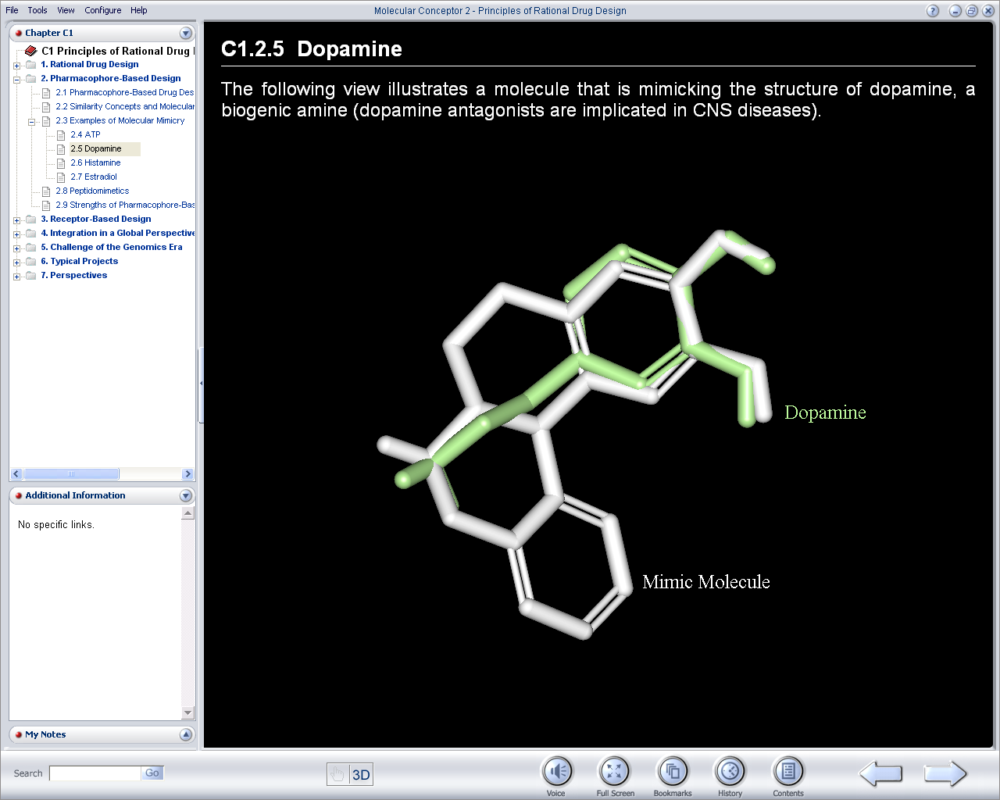 File Tools View Configure Help
Molecular Conceptor 2 - Principles of Rational Drug Design
Chapter C1
C1 Principles of Rational Drug
1. Rational Drug Design
2. Pharmacophore-Based Design
2.1 Pharmacophore-Based Drug Des
2.2 Similarity Concepts and Molecular
2.3 Examples of Molecular Mimicry
2.4 ATP
2.5 Dopamine
2.6 Histamine
2.7 Estradiol
2.8 Peptidomimetics
2.9 Strengths of Pharmacophore-Bas
3. Receptor-Based Design
4. Integration in a Global Perspective
5. Challenge of the Genomics Era
6. Typical Projects
7. Perspectives
Additional Information
No specific links.
My Notes
C1.2.5 Dopamine
The following view illustrates a molecule that is mimicking the structure of dopamine, a
biogenic amine (dopamine antagonists are implicated in CNS diseases).
Dopamine
Mimic Molecule
Search
Go
3D
Voice
Full Screen
Bookmarks
History
Contents